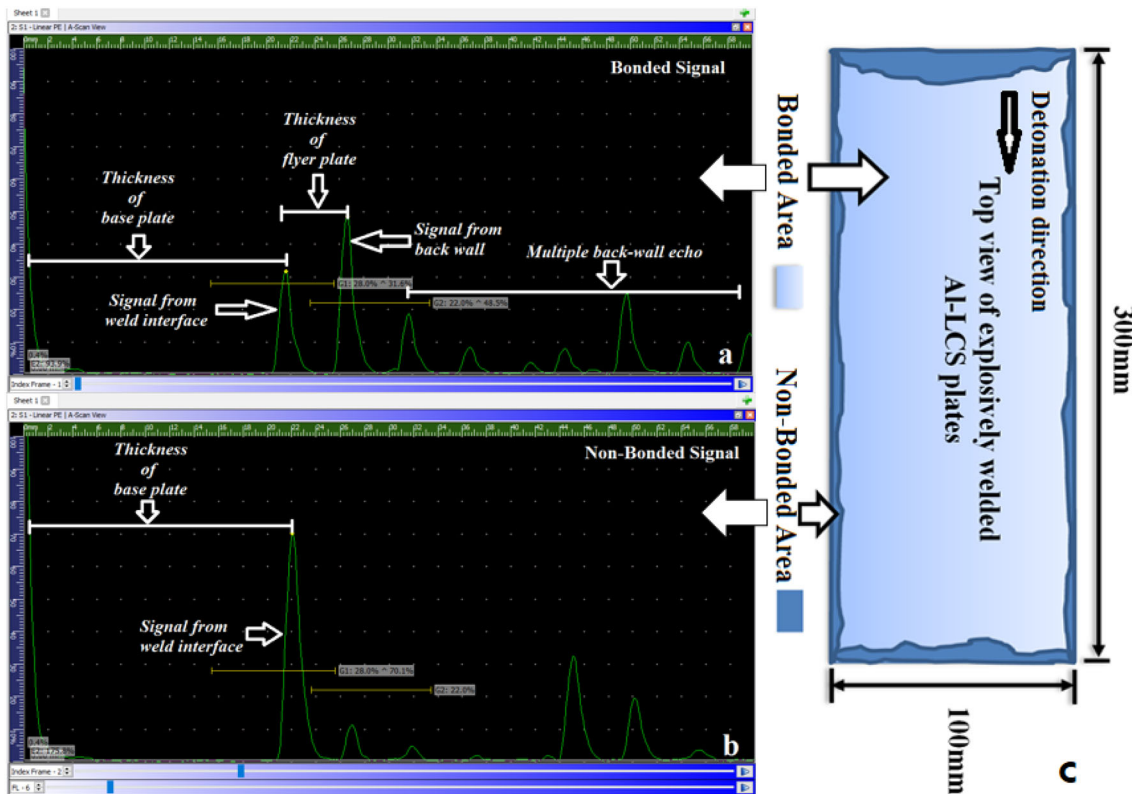 Sheet 1
2: S1 - Linear PE | A-Scan View
Bonded Signal
Thickness
of
flyer plate
Thickness
of
base plate
Signal from
back wall
Multiple back-wall echo
G1: 28.0% ^ 31.6%
G2: 22.0% ^ 48.5%
Signal from
weld interface
a
Index Frame - 1
Sheet 1
2: S1 - Linear PE | A-Scan View
Non-Bonded Signal
Thickness
of
base plate
Signal from
weld interface
G1: 28.0% ^ 70.1%
G2: 22.0%
b
Index Frame - 2
FL - 6
Bonded Area
Non-Bonded Area
Detonation direction
Top view of explosively welded
Al-LCS plates
300mm
100mm
c